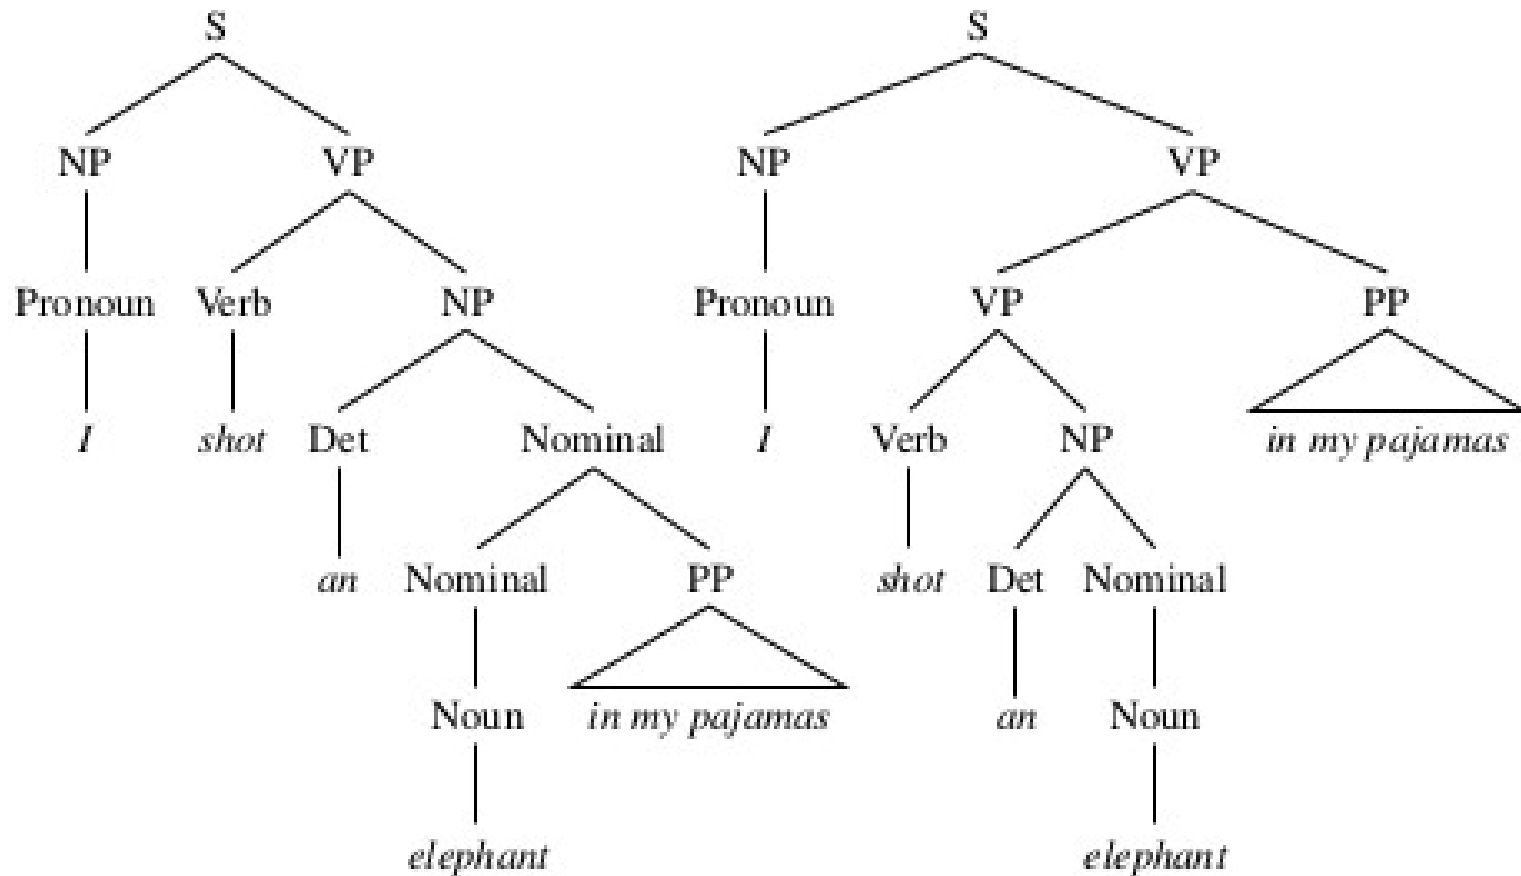 S S
NP VP NP VP
Pronoun Verb NP Pronoun VP PP
I shot Det Nominal I Verb NP in my pajamas
an Nominal PP shot Det Nominal
Noun in my pajamas an Noun
elephant elephant